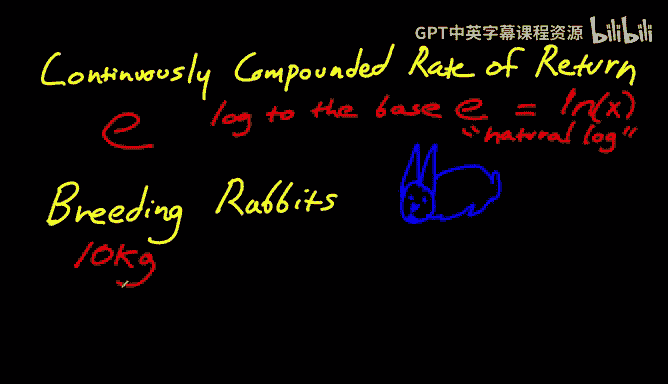 GPT中英字幕课程资源 bilibili
Continuously Compounded Rate of Return
e log to the base e = ln(x)
"natural log"
Breeding Rabbits
10kg